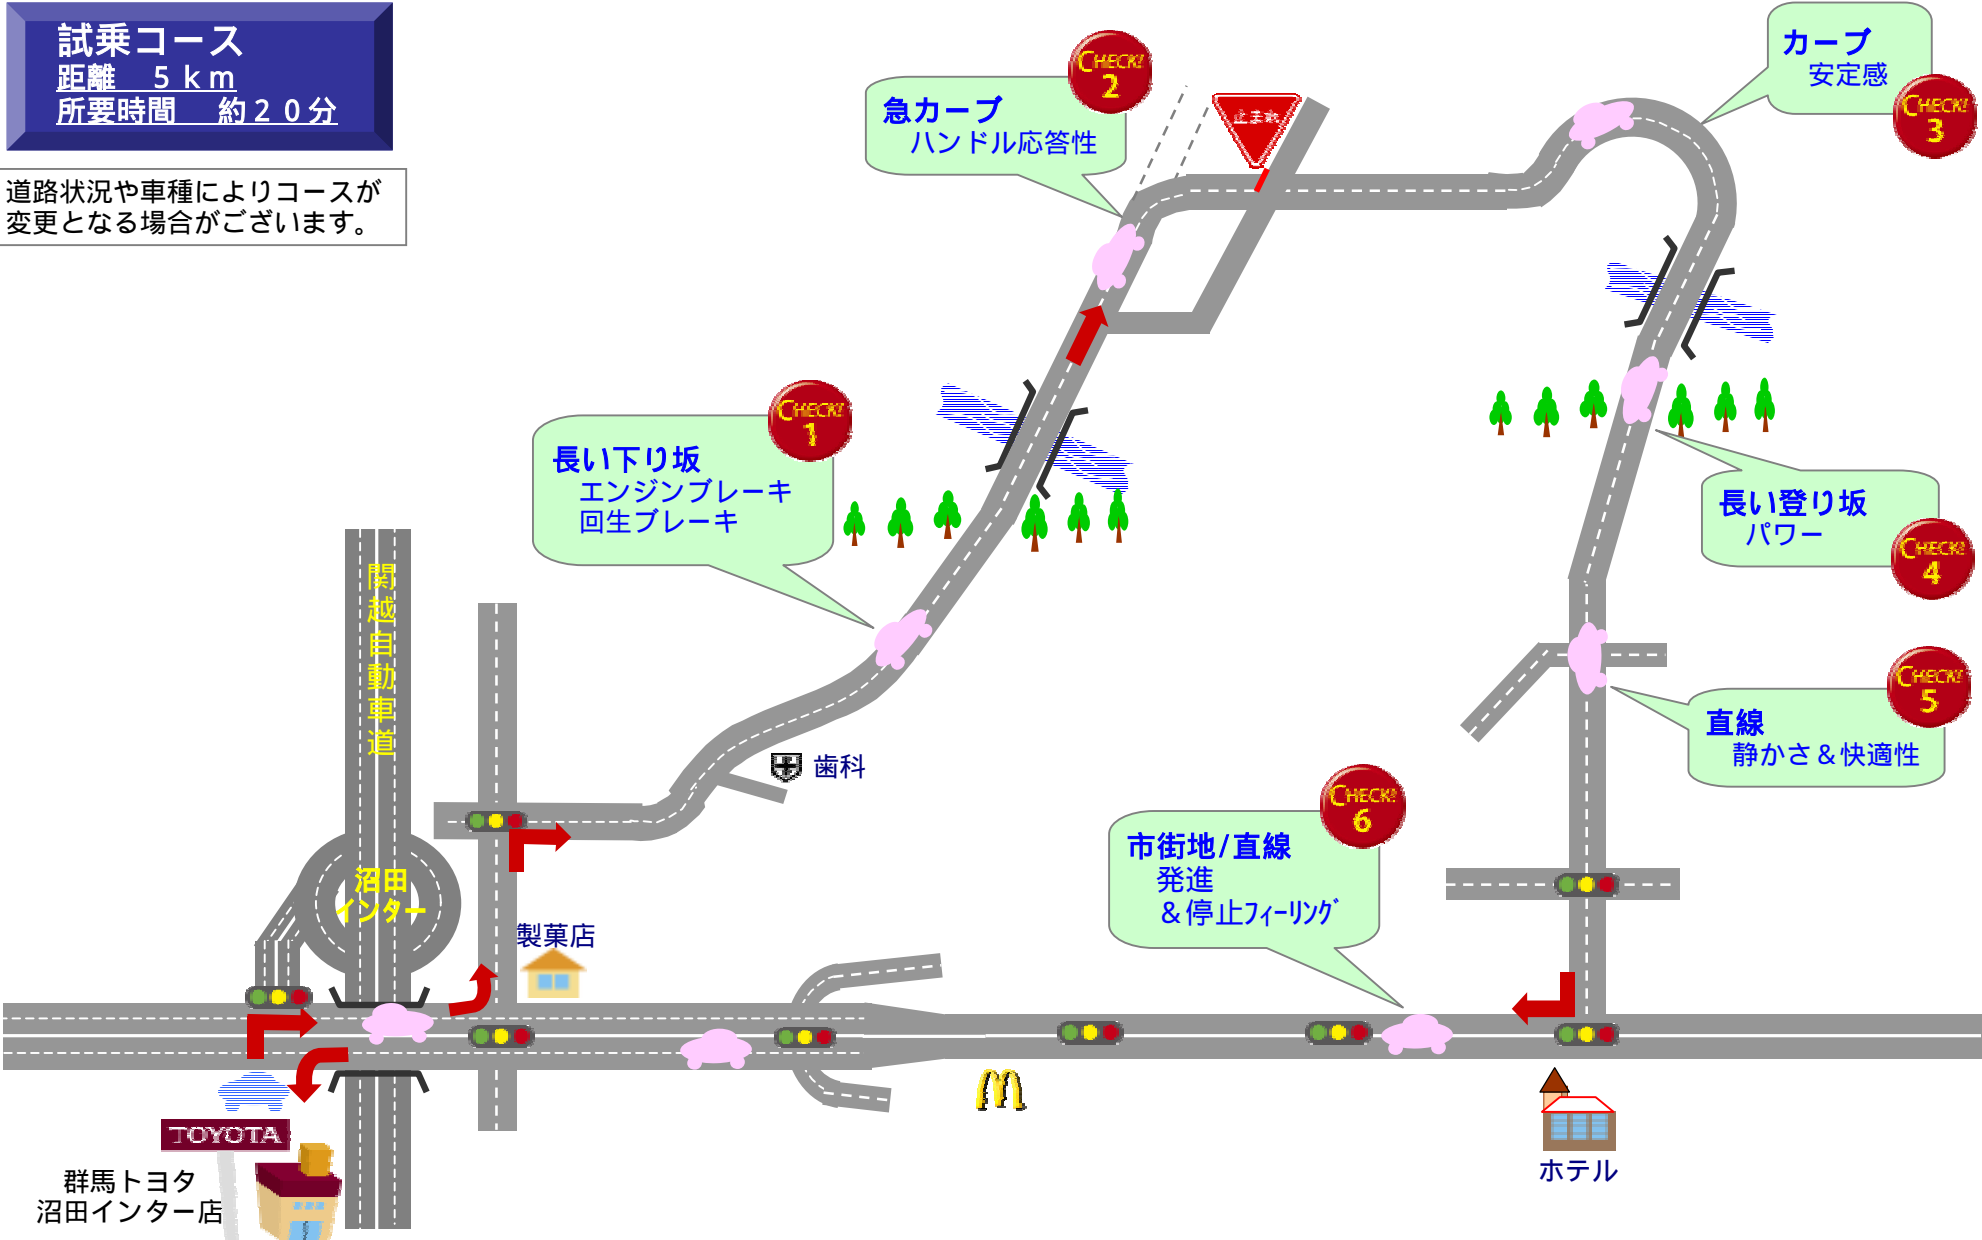 試乗コース
距離　５ｋｍ
所要時間　約２０分
道路状況や車種によりコースが
変更となる場合がございます。
CHECK!
2
急カーブ
ハンドル応答性
止まれ
カーブ
安定感
CHECK!
3
CHECK!
1
長い下り坂
エンジンブレーキ
回生ブレーキ
長い登り坂
パワー
CHECK!
4
CHECK!
5
直線
静かさ＆快適性
関越自動車道
歯科
CHECK!
6
市街地/直線
発進
＆停止ﾌｨｰﾘﾝｸﾞ
沼田
インター
製菓店
TOYOTA
群馬トヨタ
沼田インター店
ホテル